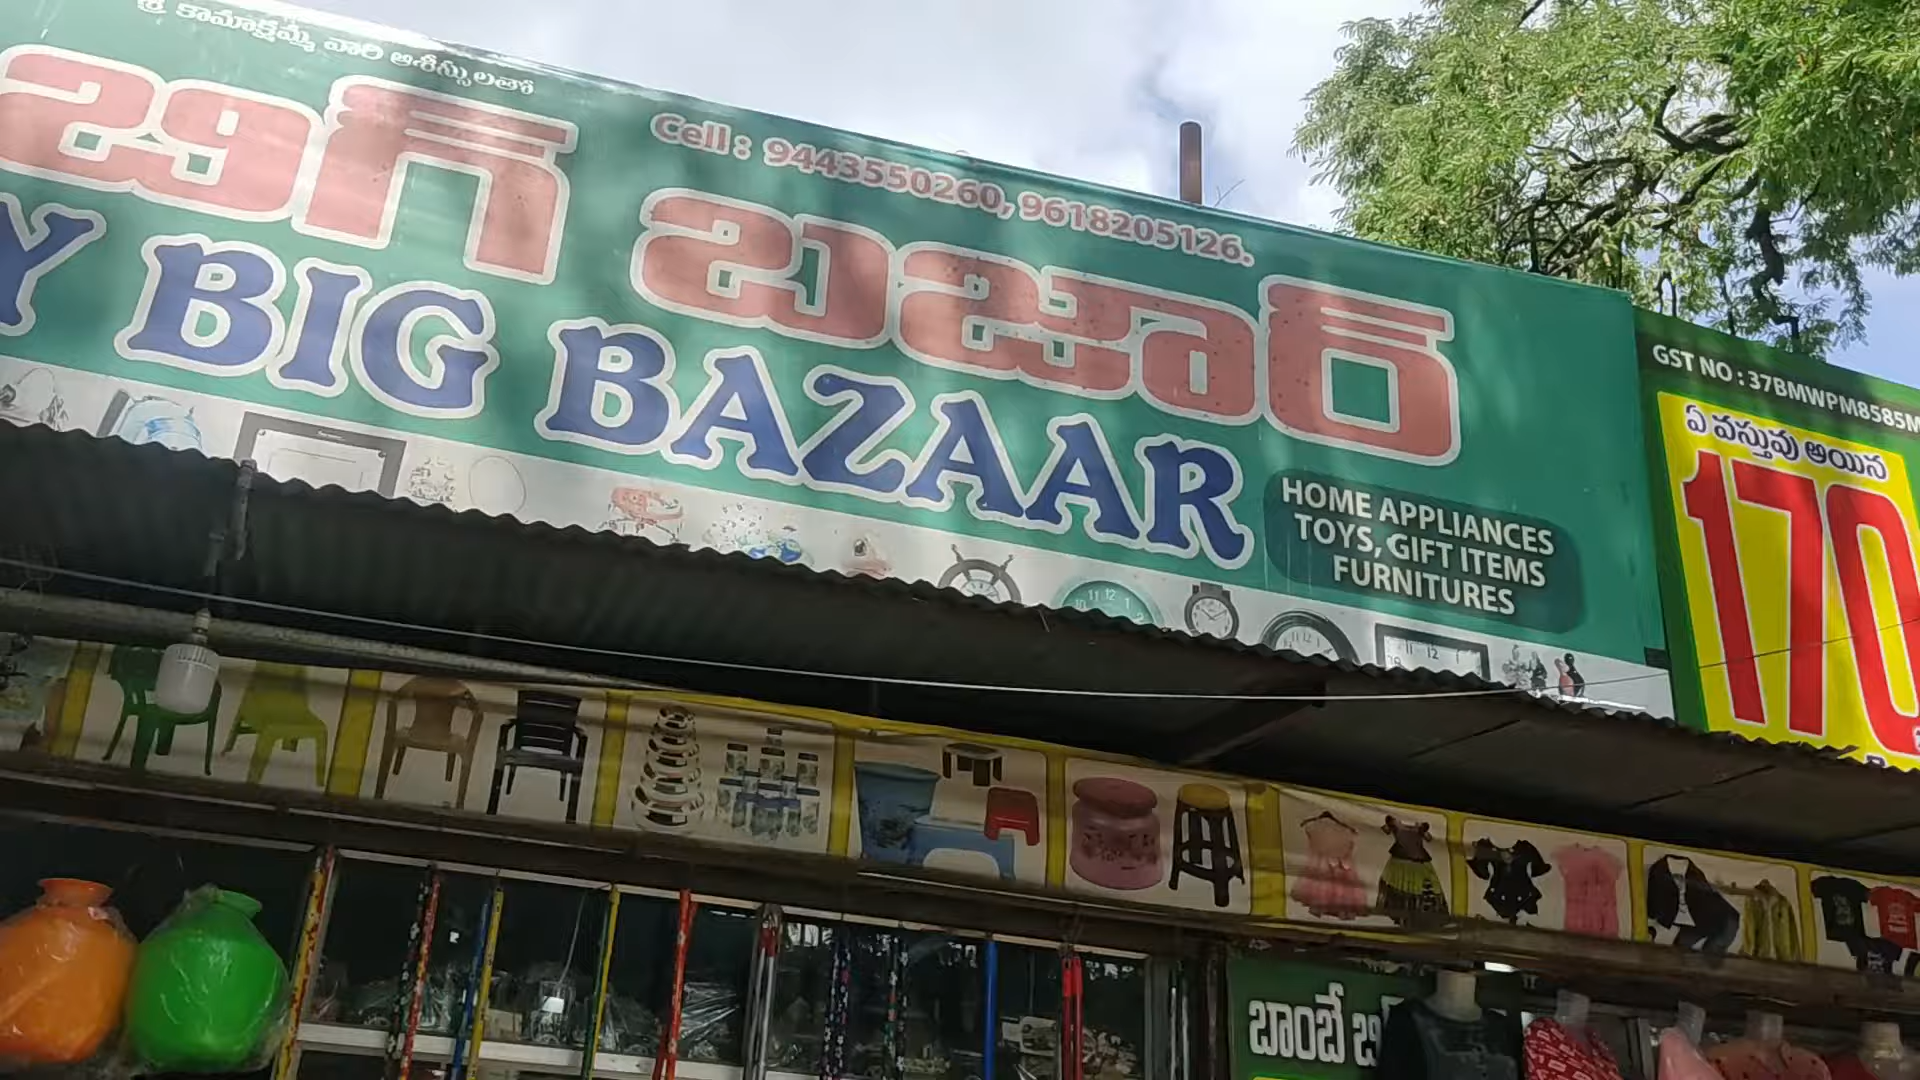 శ్రీ కామాక్షమ్మ వారి ఆశీస్సులతో
Cell : 9443550260, 9618205126.
బిగ్ బజార్
Y BIG BAZAAR
HOME APPLIANCES
TOYS, GIFT ITEMS
FURNITURES
GST NO : 37BMWPM8585M
ఏ వస్తువు అయిన
170
బాంబే బి